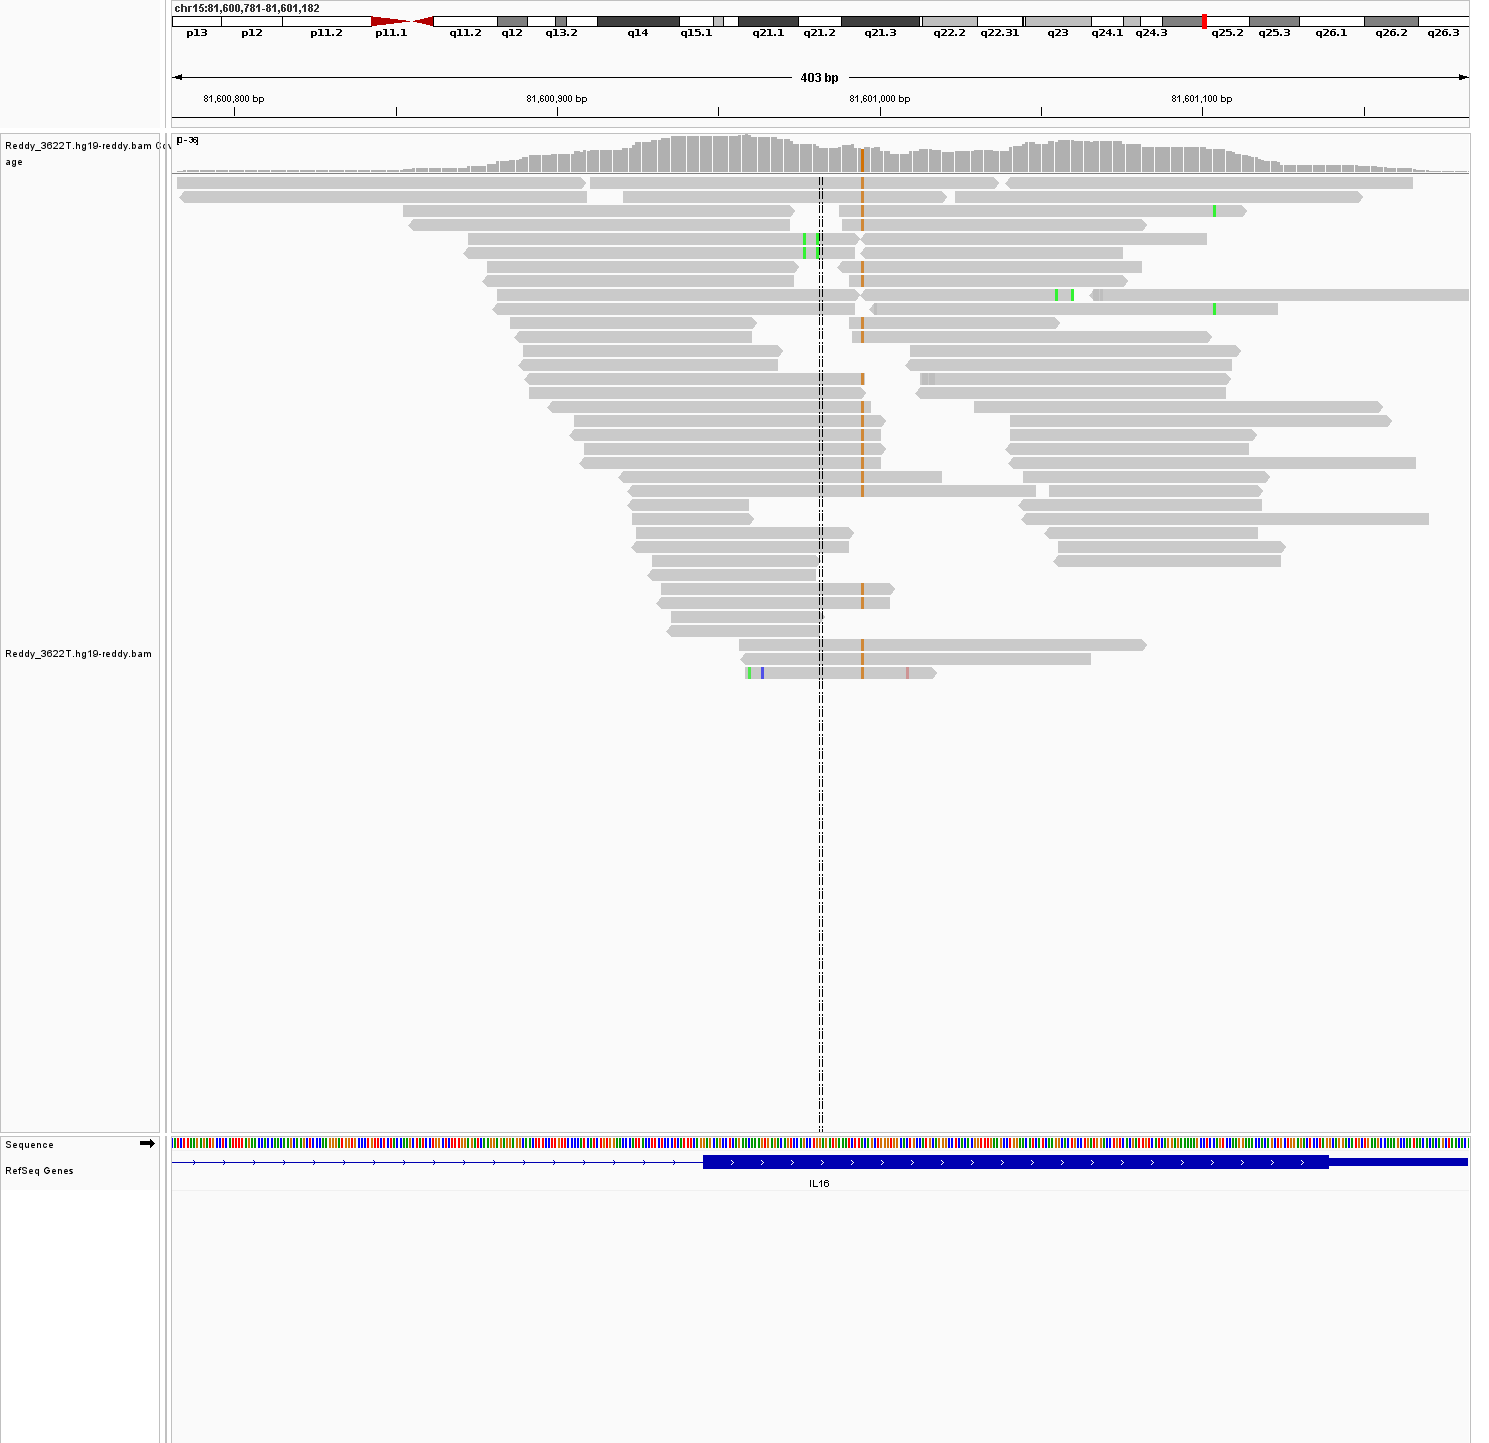 chr15:81,600,781-81,601,182
p13 p12 p11.2 p11.1 q11.2 q12 q13.2 q14 q15.1 q21.1 q21.2 q21.3 q22.2 q22.31 q23 q24.1 q24.3 q25.2 q25.3 q26.1 q26.2 q26.3
403 bp
81,600,800 bp 81,600,900 bp 81,601,000 bp 81,601,100 bp
Reddy_3622T.hg19-reddy.bam Cov
age
[0-36]
Reddy_3622T.hg19-reddy.bam
Sequence
RefSeq Genes
IL16